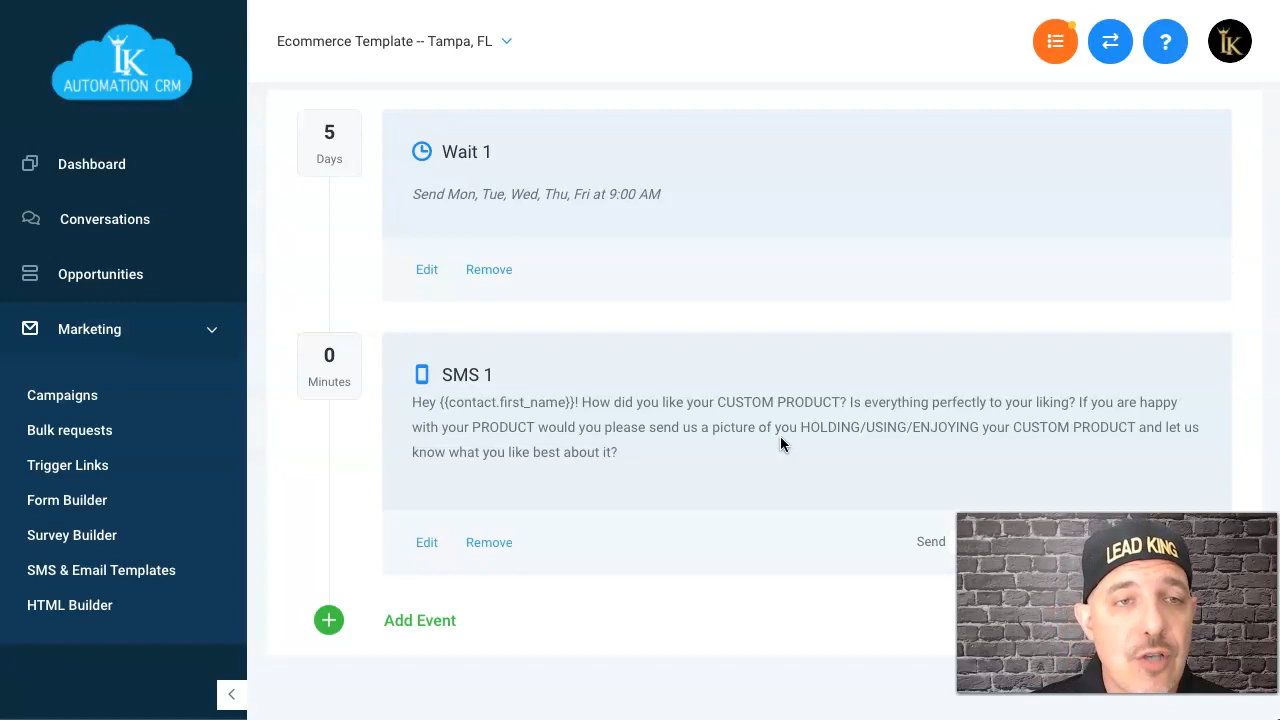 LK
AUTOMATION CRM
Dashboard
Conversations
Opportunities
Marketing
Campaigns
Bulk requests
Trigger Links
Form Builder
Survey Builder
SMS & Email Templates
HTML Builder
Ecommerce Template -- Tampa, FL
?
LK
5
Days
Wait 1
Send Mon, Tue, Wed, Thu, Fri at 9:00 AM
Edit Remove
0
Minutes
SMS 1
Hey {{contact.first_name}}! How did you like your CUSTOM PRODUCT? Is everything perfectly to your liking? If you are happy
with your PRODUCT would you please send us a picture of you HOLDING/USING/ENJOYING your CUSTOM PRODUCT and let us
know what you like best about it?
Edit Remove Send
Add Event
LEAD KING